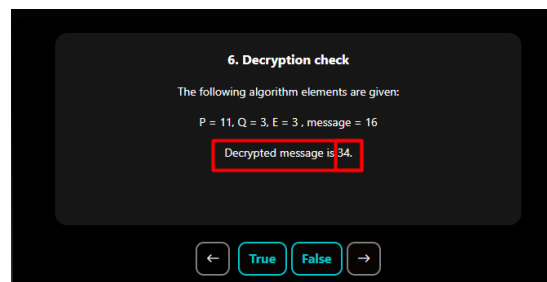 6. Decryption check
The following algorithm elements are given:
P = 11, Q = 3, E = 3 , message = 16
Decrypted message is 34.
← True False →